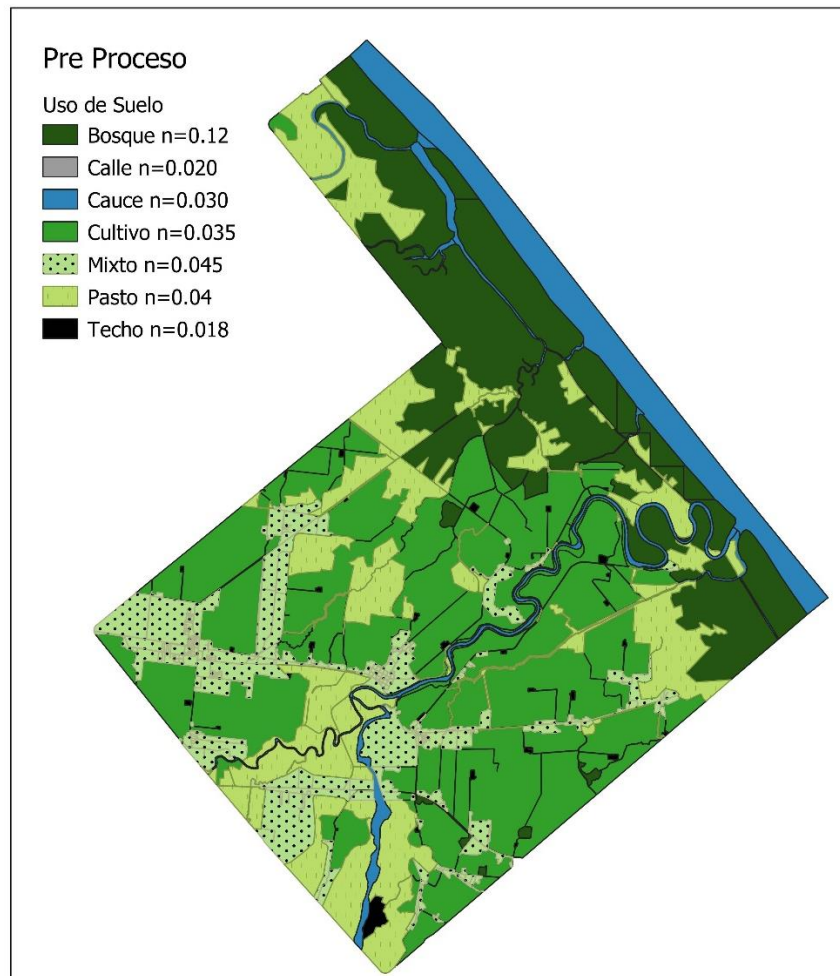 Pre Proceso
Uso de Suelo
Bosque n=0.12
Calle n=0.020
Cauce n=0.030
Cultivo n=0.035
Mixto n=0.045
Pasto n=0.04
Techo n=0.018